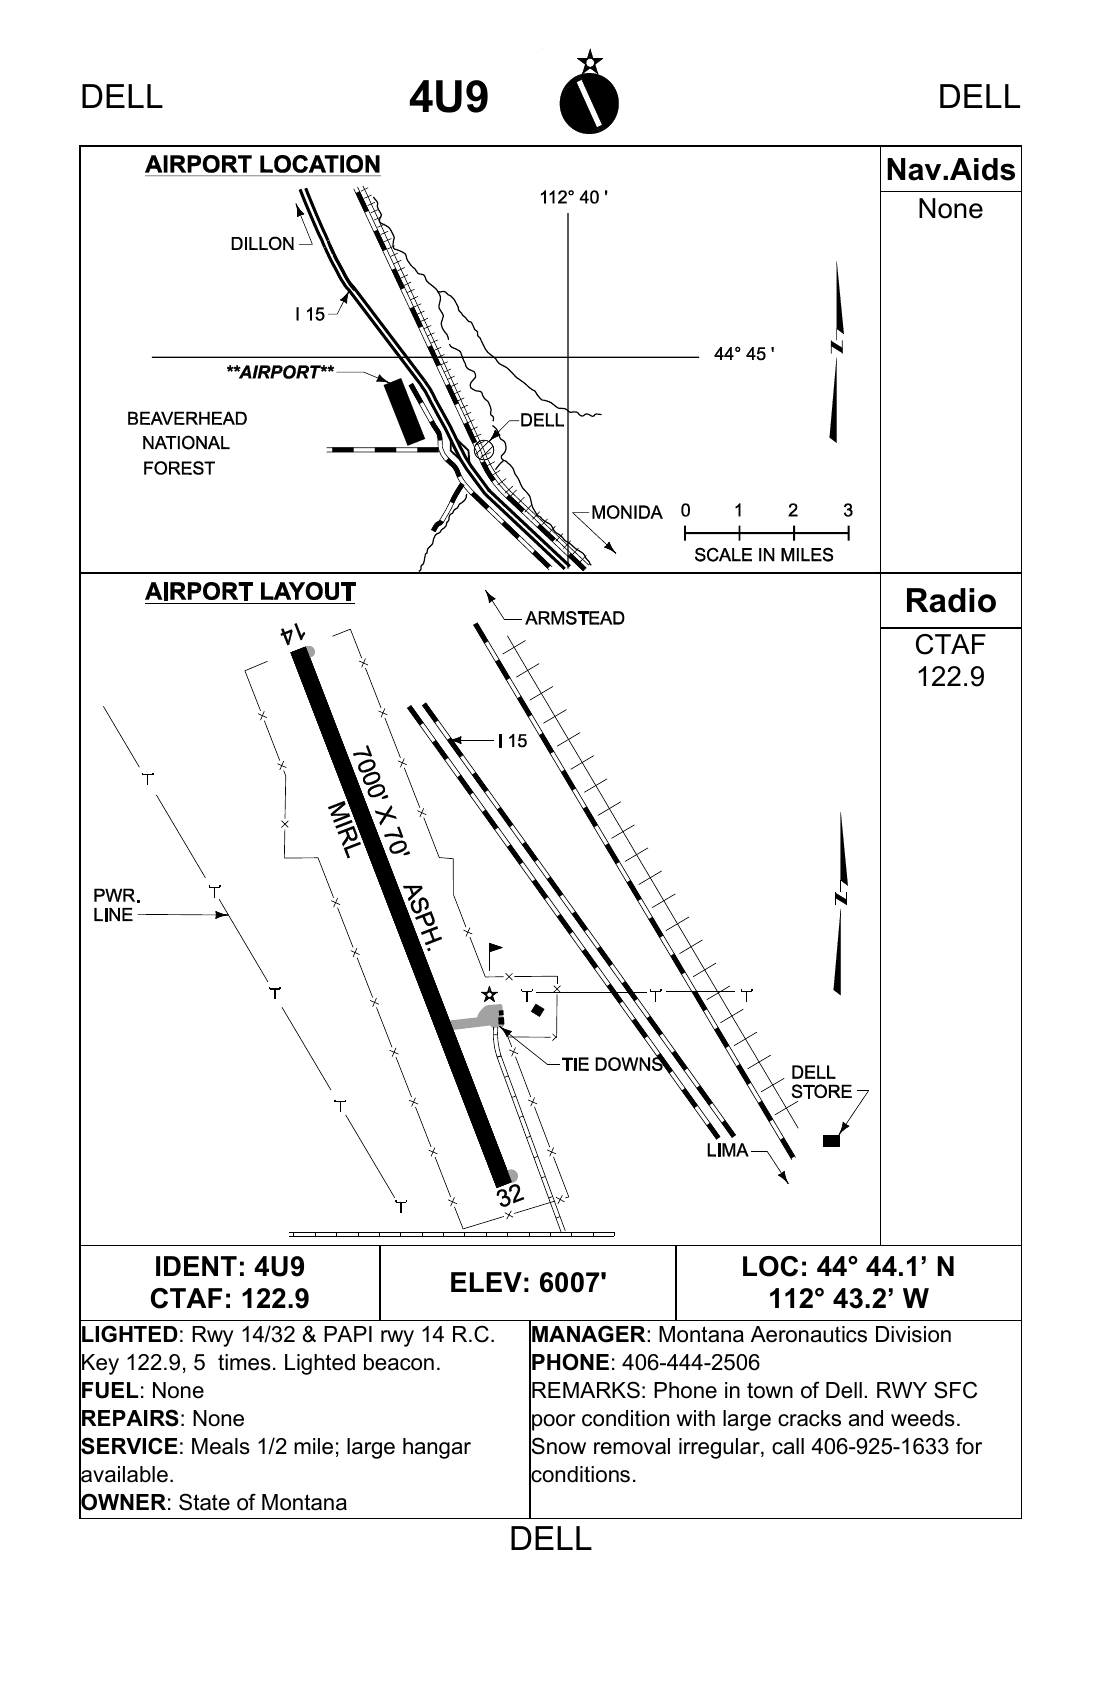 DELL
4U9
DELL
AIRPORT LOCATION
Nav.Aids
None
112° 40 '
DILLON
I 15
44° 45 '
**AIRPORT**
N
BEAVERHEAD
NATIONAL
FOREST
DELL
MONIDA
0 1 2 3
SCALE IN MILES
AIRPORT LAYOUT
Radio
CTAF
122.9
ARMSTEAD
14
I 15
7000' X 70'
MIRL
ASPH.
PWR.
LINE
N
TIE DOWNS
DELL
STORE
LIMA
32
IDENT: 4U9
CTAF: 122.9
ELEV: 6007'
LOC: 44° 44.1’ N
112° 43.2’ W
LIGHTED: Rwy 14/32 & PAPI rwy 14 R.C.
Key 122.9, 5  times. Lighted beacon.
FUEL: None
REPAIRS: None
SERVICE: Meals 1/2 mile; large hangar
available.
OWNER: State of Montana
MANAGER: Montana Aeronautics Division
PHONE: 406-444-2506
REMARKS: Phone in town of Dell. RWY SFC
poor condition with large cracks and weeds.
Snow removal irregular, call 406-925-1633 for
conditions.
DELL